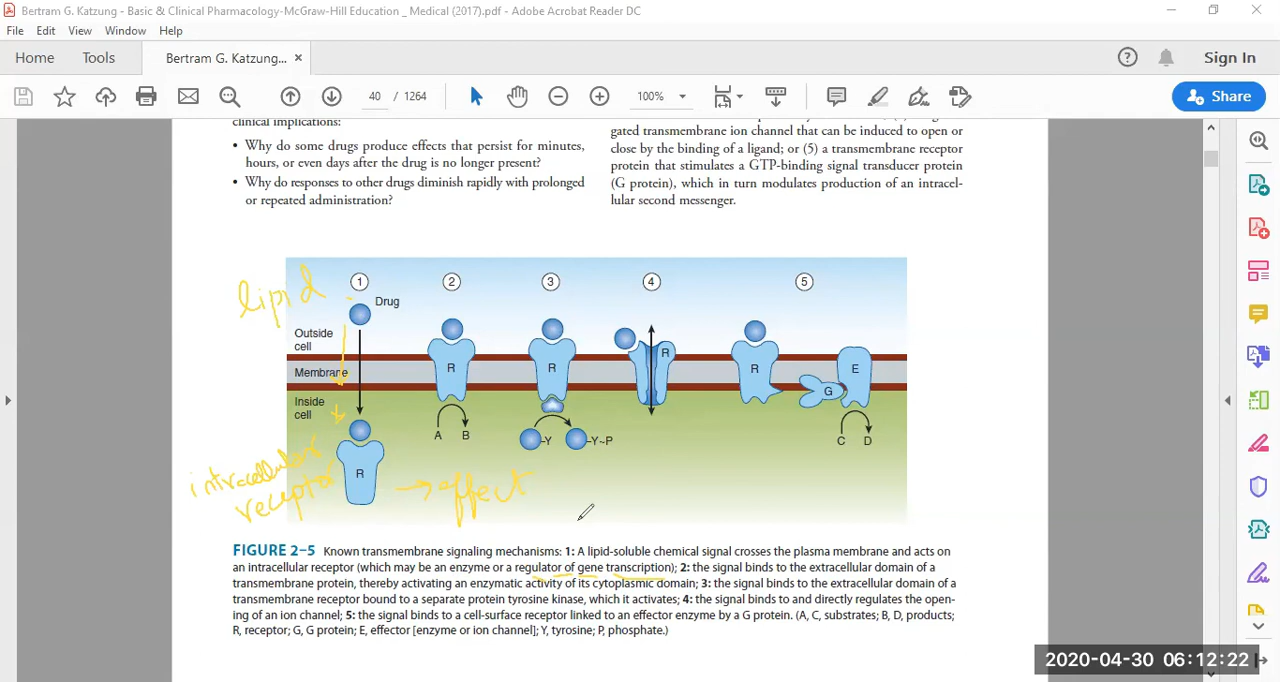 Bertram G. Katzung - Basic & Clinical Pharmacology-McGraw-Hill Education _ Medical (2017).pdf - Adobe Acrobat Reader DC
File Edit View Window Help
Home Tools Bertram G. Katzung... × Sign In
40 / 1264 100% Share
clinical implications:
• Why do some drugs produce effects that persist for minutes,
hours, or even days after the drug is no longer present?
• Why do responses to other drugs diminish rapidly with prolonged
or repeated administration?
gated transmembrane ion channel that can be induced to open or
close by the binding of a ligand; or (5) a transmembrane receptor
protein that stimulates a GTP-binding signal transducer protein
(G protein), which in turn modulates production of an intracel-
lular second messenger.
1 2 3 4 5
lipid
Drug
Outside
cell
Membrane
Inside
cell
R R R R G E
A B
Y Y~P
C D
R
intracellular
receptor
→ effect
FIGURE 2–5 Known transmembrane signaling mechanisms: 1: A lipid-soluble chemical signal crosses the plasma membrane and acts on
an intracellular receptor (which may be an enzyme or a regulator of gene transcription); 2: the signal binds to the extracellular domain of a
transmembrane protein, thereby activating an enzymatic activity of its cytoplasmic domain; 3: the signal binds to the extracellular domain of a
transmembrane receptor bound to a separate protein tyrosine kinase, which it activates; 4: the signal binds to and directly regulates the open-
ing of an ion channel; 5: the signal binds to a cell-surface receptor linked to an effector enzyme by a G protein. (A, C, substrates; B, D, products;
R, receptor; G, G protein; E, effector [enzyme or ion channel]; Y, tyrosine; P, phosphate.)
2020-04-30 06:12:22